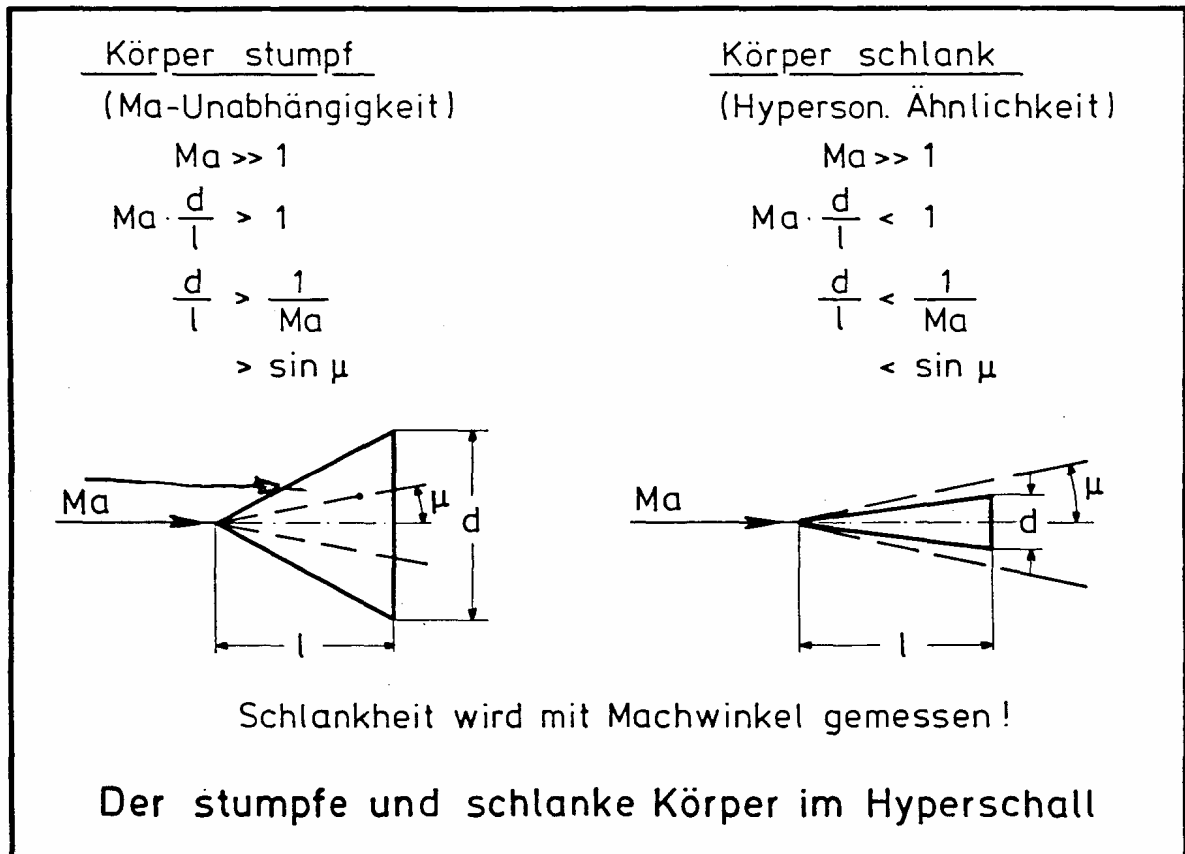 Körper stumpf
(Ma-Unabhängigkeit)
Ma >> 1
Ma · d/l > 1
d/l > 1/Ma
> sin μ
Ma
μ
d
l
Körper schlank
(Hyperson. Ähnlichkeit)
Ma >> 1
Ma · d/l < 1
d/l < 1/Ma
< sin μ
Ma
μ
d
l
Schlankheit wird mit Machwinkel gemessen !
Der stumpfe und schlanke Körper im Hyperschall